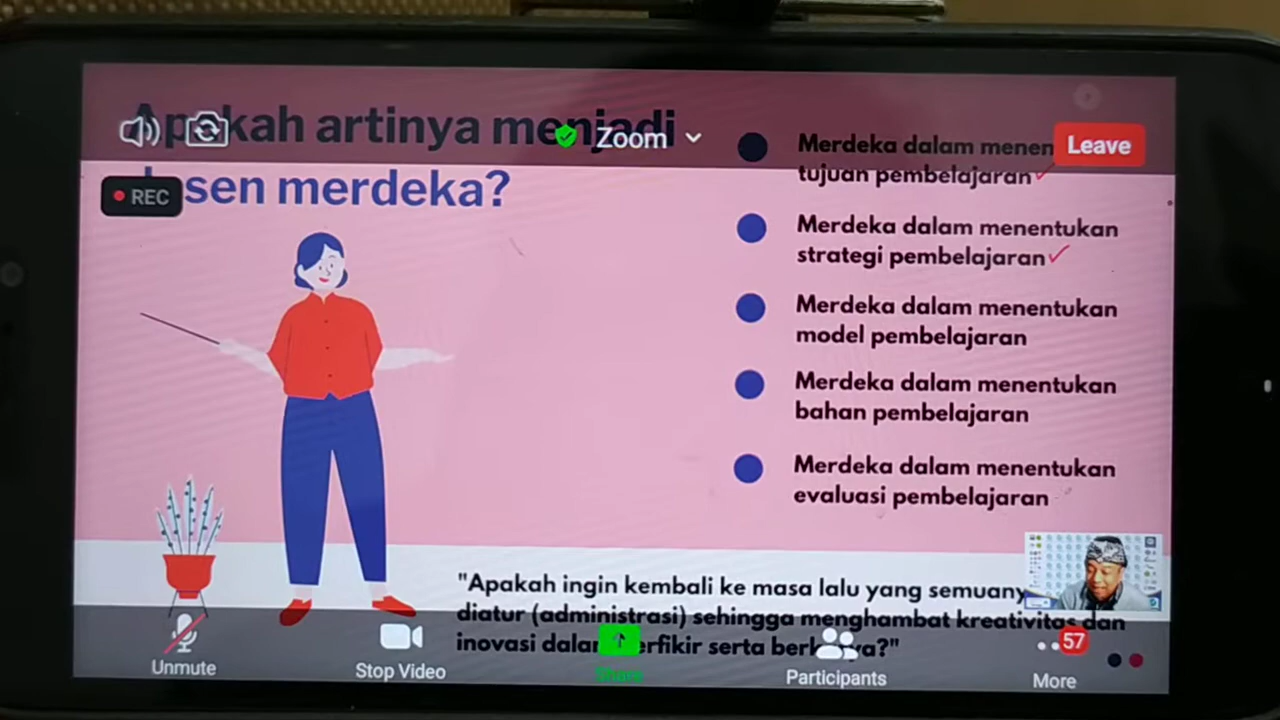 Apakah artinya menjadi
Zoom
Leave
REC
sen merdeka?
Merdeka dalam menen
tujuan pembelajaran
Merdeka dalam menentukan
strategi pembelajaran
Merdeka dalam menentukan
model pembelajaran
Merdeka dalam menentukan
bahan pembelajaran
Merdeka dalam menentukan
evaluasi pembelajaran
"Apakah ingin kembali ke masa lalu yang semuany
diatur (administrasi) sehingga menghambat kreativitas dan
inovasi dalam berfikir serta ber
Unmute
Stop Video
Share
Participants
57
More